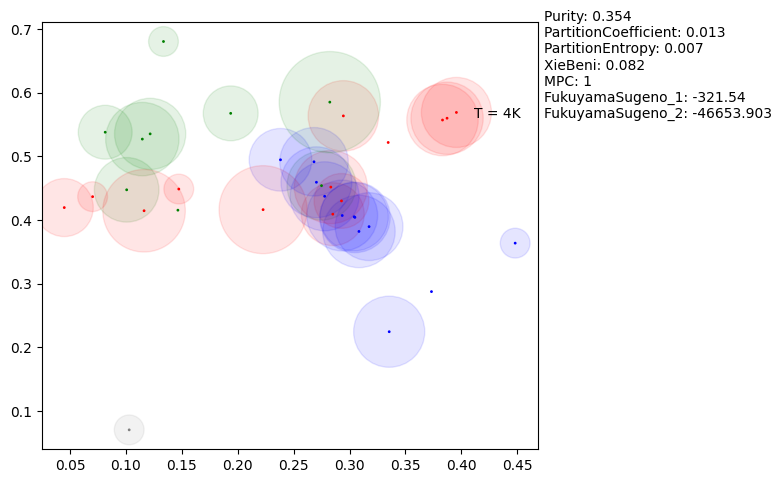 Purity: 0.354
PartitionCoefficient: 0.013
PartitionEntropy: 0.007
XieBeni: 0.082
MPC: 1
FukuyamaSugeno_1: -321.54
FukuyamaSugeno_2: -46653.903
T = 4K
0.7
0.6
0.5
0.4
0.3
0.2
0.1
0.05 0.10 0.15 0.20 0.25 0.30 0.35 0.40 0.45